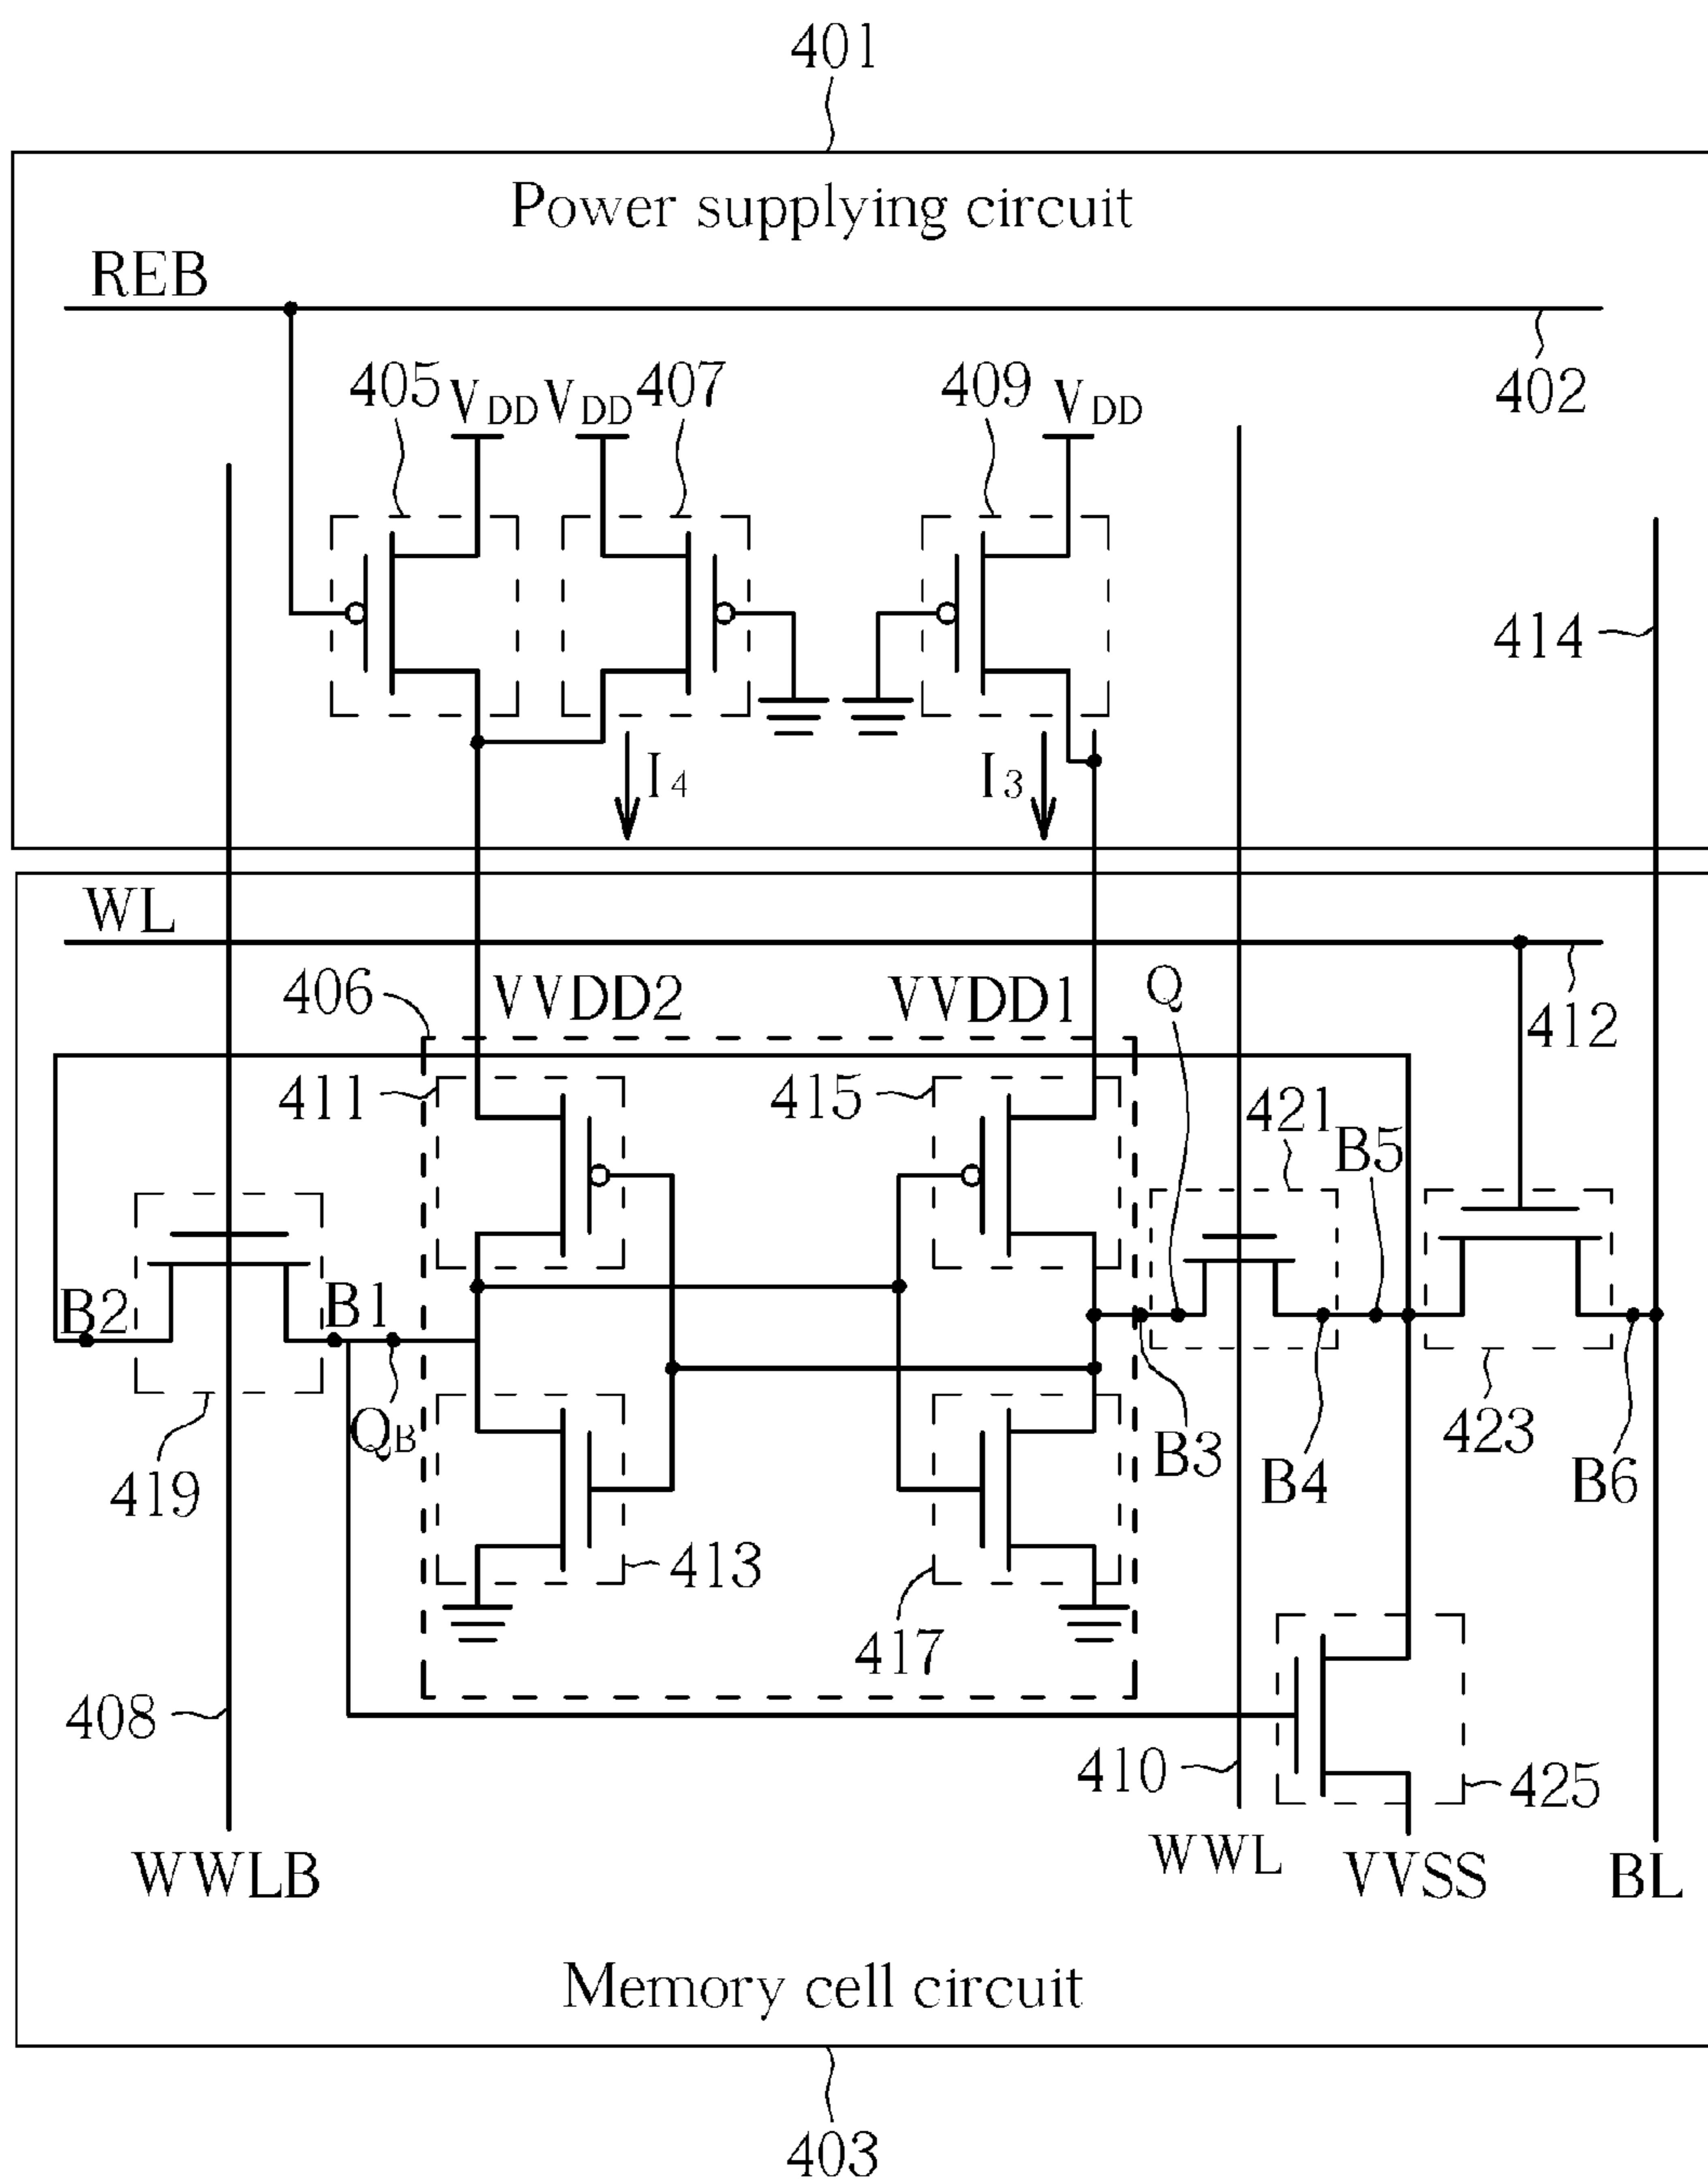 401
Power supplying circuit
REB
402
405 VDD VDD 407 409 VDD
414
I4 I3
WL
406 VVDD2 VVDD1 Q
412
411 415 421
B5
B2 B1
QB B3 423
419 B4 B6
413
417
408
410 425
WWLB WWL VVSS BL
Memory cell circuit
403